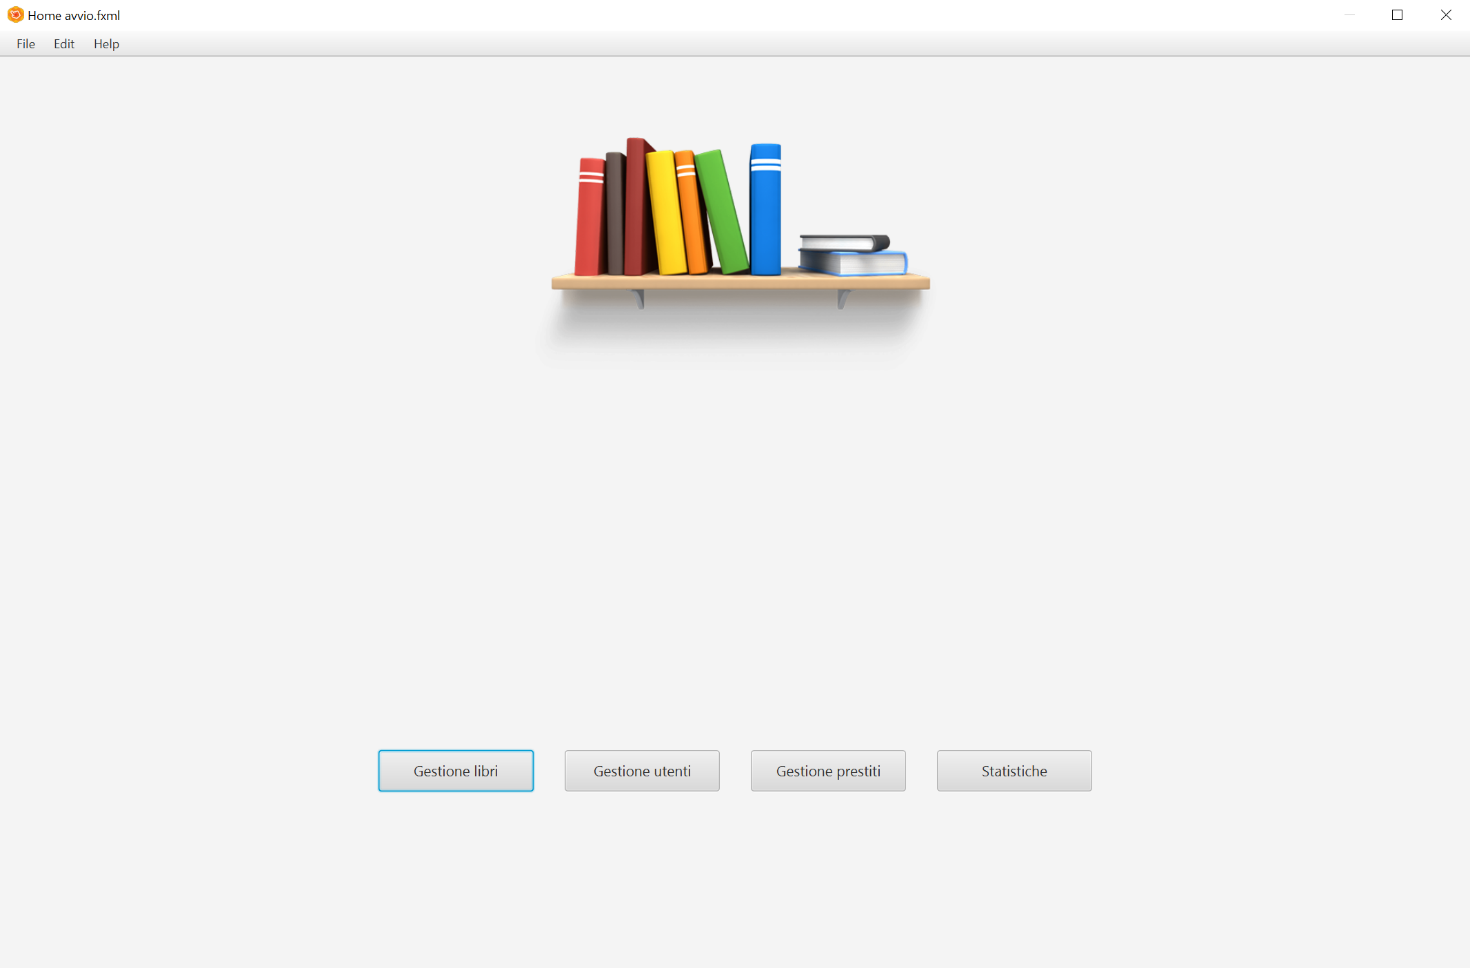 Home avvio.fxml
File Edit Help
Gestione libri Gestione utenti Gestione prestiti Statistiche